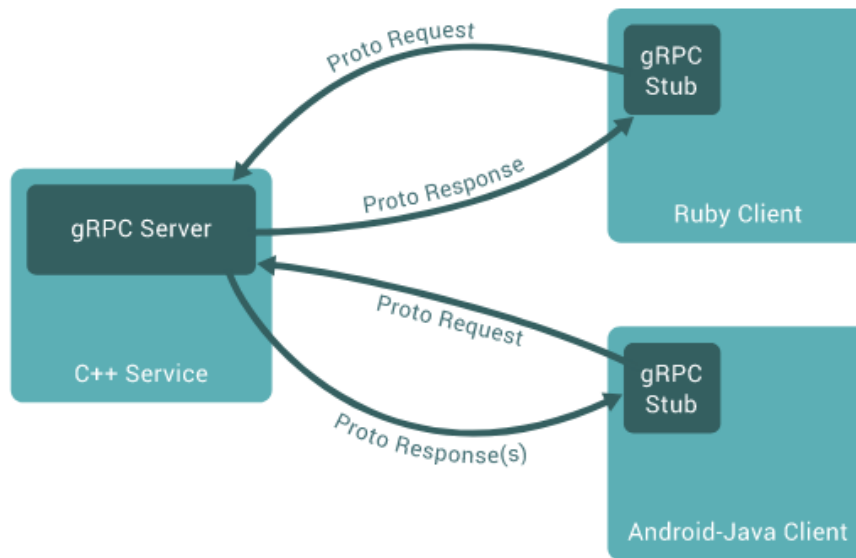 Proto Request
gRPC
Stub
Proto Response
Ruby Client
gRPC Server
C++ Service
Proto Request
gRPC
Stub
Proto Response(s)
Android-Java Client